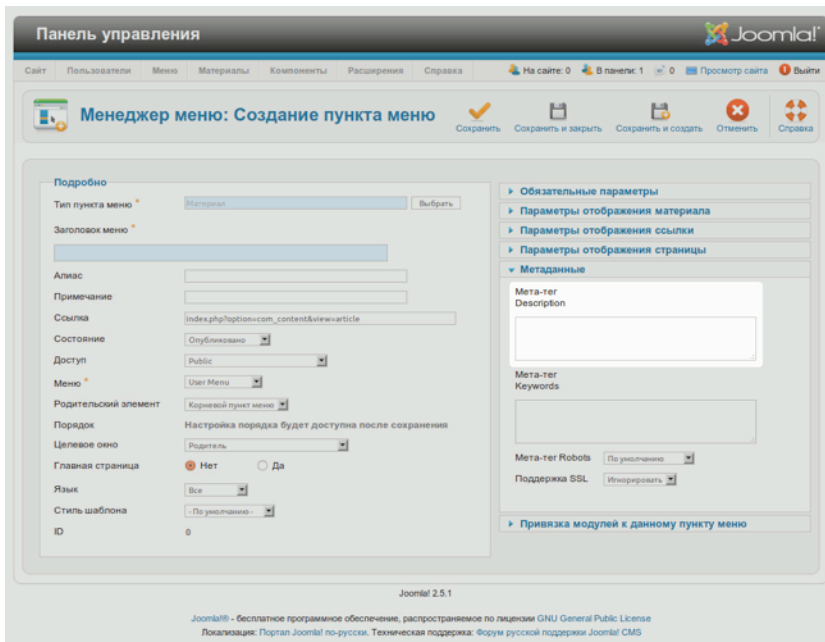 Панель управления
Joomla!
Сайт Пользователи Меню Материалы Компоненты Расширения Справка На сайте: 0 В панели: 1 0 Просмотр сайта Выйти
Менеджер меню: Создание пункта меню
Сохранить Сохранить и закрыть Сохранить и создать Отменить Справка
Подробно
Тип пункта меню * Материал Выбрать
Заголовок меню *
Алиас
Примечание
Ссылка index.php?option=com_content&view=article
Состояние Опубликовано
Доступ Public
Меню * User Menu
Родительский элемент Корневой пункт меню
Порядок Настройка порядка будет доступна после сохранения
Целевое окно Родитель
Главная страница Нет Да
Язык Все
Стиль шаблона - По умолчанию -
ID 0
Обязательные параметры
Параметры отображения материала
Параметры отображения ссылки
Параметры отображения страницы
Метаданные
Мета-тег
Description
Мета-тег
Keywords
Мета-тег Robots По умолчанию
Поддержка SSL Игнорировать
Привязка модулей к данному пункту меню
Joomla! 2.5.1
Joomla!® - бесплатное программное обеспечение, распространяемое по лицензии GNU General Public License
Локализация: Портал Joomla! по-русски. Техническая поддержка: Форум русской поддержки Joomla! CMS